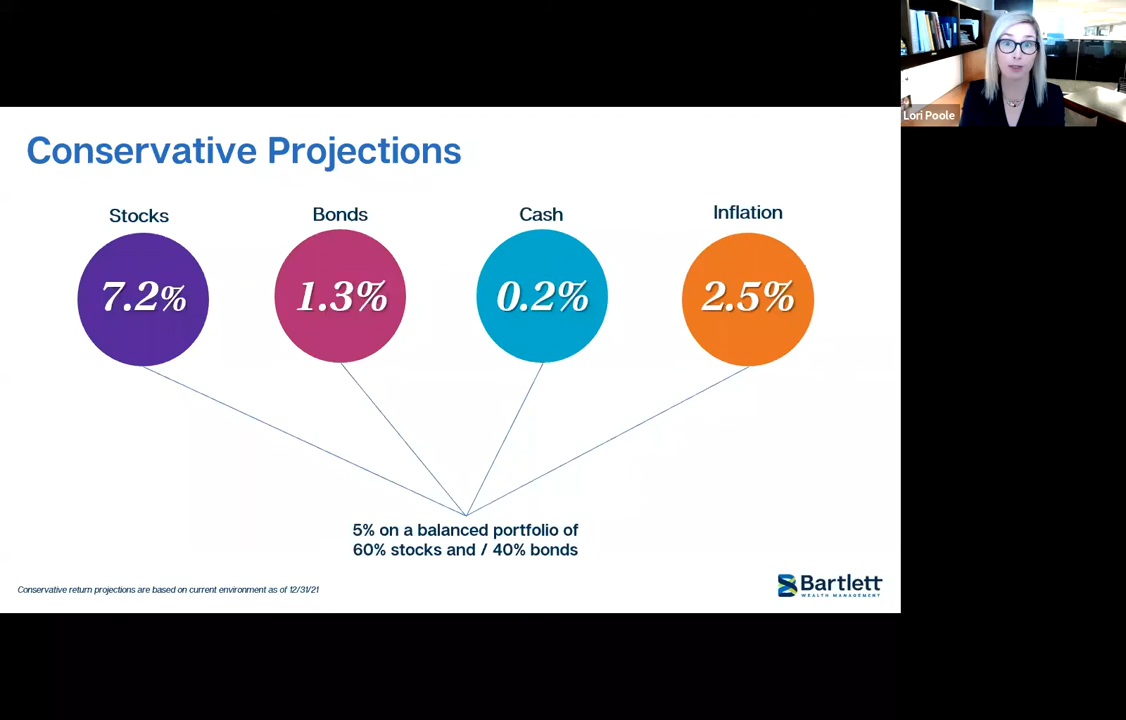 Lori Poole
Conservative Projections
Stocks
Bonds
Cash
Inflation
7.2%
1.3%
0.2%
2.5%
5% on a balanced portfolio of
60% stocks and / 40% bonds
Conservative return projections are based on current environment as of 12/31/21
Bartlett
WEALTH MANAGEMENT